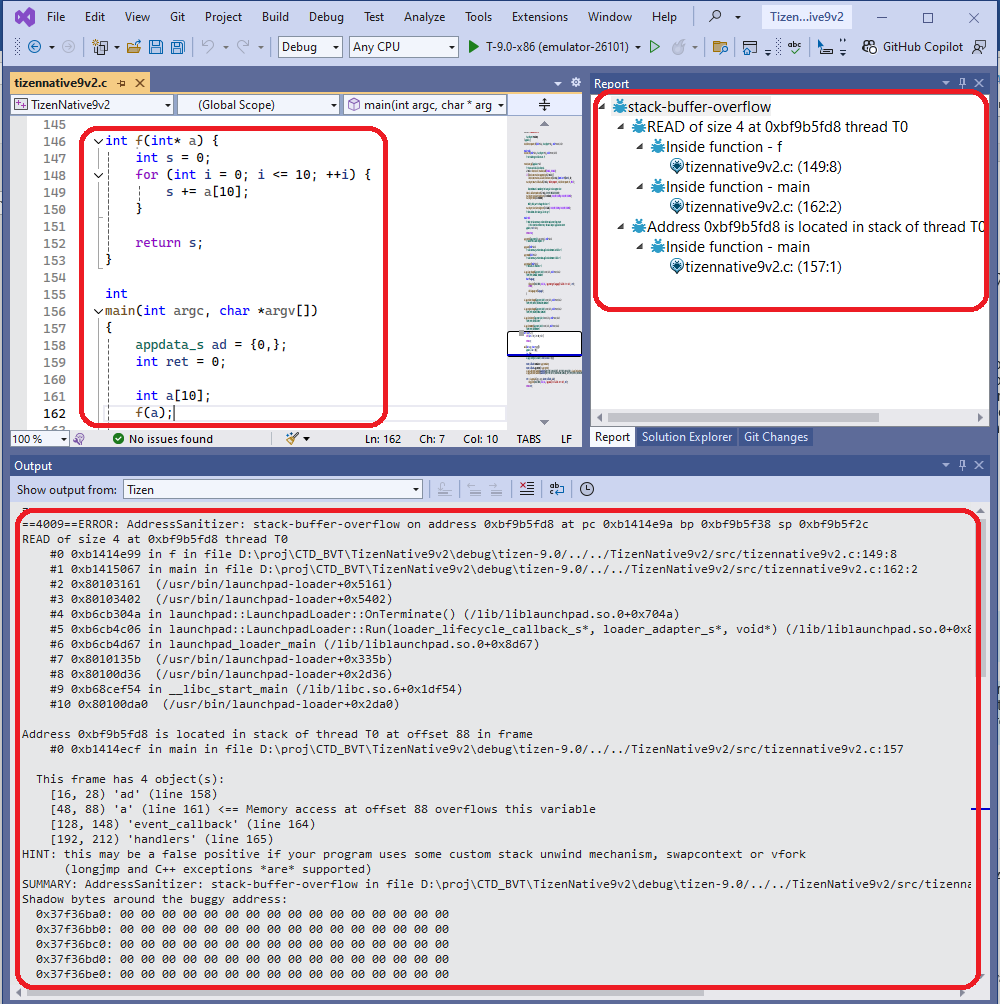 File Edit View Git Project Build Debug Test Analyze Tools Extensions Window Help Tizen...ive9v2
Debug Any CPU T-9.0-x86 (emulator-26101) GitHub Copilot
tizennative9v2.c
TizenNative9v2 (Global Scope) main(int argc, char * arg
145
146 int f(int* a) {
147 int s = 0;
148 for (int i = 0; i <= 10; ++i) {
149 s += a[10];
150 }
151
152 return s;
153 }
154
155 int
156 main(int argc, char *argv[])
157 {
158 appdata_s ad = {0,};
159 int ret = 0;
160
161 int a[10];
162 f(a);
100 % No issues found Ln: 162 Ch: 7 Col: 10 TABS LF
Report
stack-buffer-overflow
READ of size 4 at 0xbf9b5fd8 thread T0
Inside function - f
tizennative9v2.c: (149:8)
Inside function - main
tizennative9v2.c: (162:2)
Address 0xbf9b5fd8 is located in stack of thread T0
Inside function - main
tizennative9v2.c: (157:1)
Report Solution Explorer Git Changes
Output
Show output from: Tizen
==4009==ERROR: AddressSanitizer: stack-buffer-overflow on address 0xbf9b5fd8 at pc 0xb1414e9a bp 0xbf9b5f38 sp 0xbf9b5f2c
READ of size 4 at 0xbf9b5fd8 thread T0
#0 0xb1414e99 in f in file D:\proj\CTD_BVT\TizenNative9v2\debug\tizen-9.0/../../TizenNative9v2/src/tizennative9v2.c:149:8
#1 0xb1415067 in main in file D:\proj\CTD_BVT\TizenNative9v2\debug\tizen-9.0/../../TizenNative9v2/src/tizennative9v2.c:162:2
#2 0x80103161 (/usr/bin/launchpad-loader+0x5161)
#3 0x80103402 (/usr/bin/launchpad-loader+0x5402)
#4 0xb6cb304a in launchpad::LaunchpadLoader::OnTerminate() (/lib/liblaunchpad.so.0+0x704a)
#5 0xb6cb4c06 in launchpad::LaunchpadLoader::Run(loader_lifecycle_callback_s*, loader_adapter_s*, void*) (/lib/liblaunchpad.so.0+0x8
#6 0xb6cb4d67 in launchpad_loader_main (/lib/liblaunchpad.so.0+0x8d67)
#7 0x8010135b (/usr/bin/launchpad-loader+0x335b)
#8 0x80100d36 (/usr/bin/launchpad-loader+0x2d36)
#9 0xb68cef54 in __libc_start_main (/lib/libc.so.6+0x1df54)
#10 0x80100da0 (/usr/bin/launchpad-loader+0x2da0)
Address 0xbf9b5fd8 is located in stack of thread T0 at offset 88 in frame
#0 0xb1414ecf in main in file D:\proj\CTD_BVT\TizenNative9v2\debug\tizen-9.0/../../TizenNative9v2/src/tizennative9v2.c:157
This frame has 4 object(s):
[16, 28) 'ad' (line 158)
[48, 88) 'a' (line 161) <== Memory access at offset 88 overflows this variable
[128, 148) 'event_callback' (line 164)
[192, 212) 'handlers' (line 165)
HINT: this may be a false positive if your program uses some custom stack unwind mechanism, swapcontext or vfork
(longjmp and C++ exceptions *are* supported)
SUMMARY: AddressSanitizer: stack-buffer-overflow in file D:\proj\CTD_BVT\TizenNative9v2\debug\tizen-9.0/../../TizenNative9v2/src/tizenna
Shadow bytes around the buggy address:
0x37f36ba0: 00 00 00 00 00 00 00 00 00 00 00 00 00 00 00 00
0x37f36bb0: 00 00 00 00 00 00 00 00 00 00 00 00 00 00 00 00
0x37f36bc0: 00 00 00 00 00 00 00 00 00 00 00 00 00 00 00 00
0x37f36bd0: 00 00 00 00 00 00 00 00 00 00 00 00 00 00 00 00
0x37f36be0: 00 00 00 00 00 00 00 00 00 00 00 00 00 00 00 00